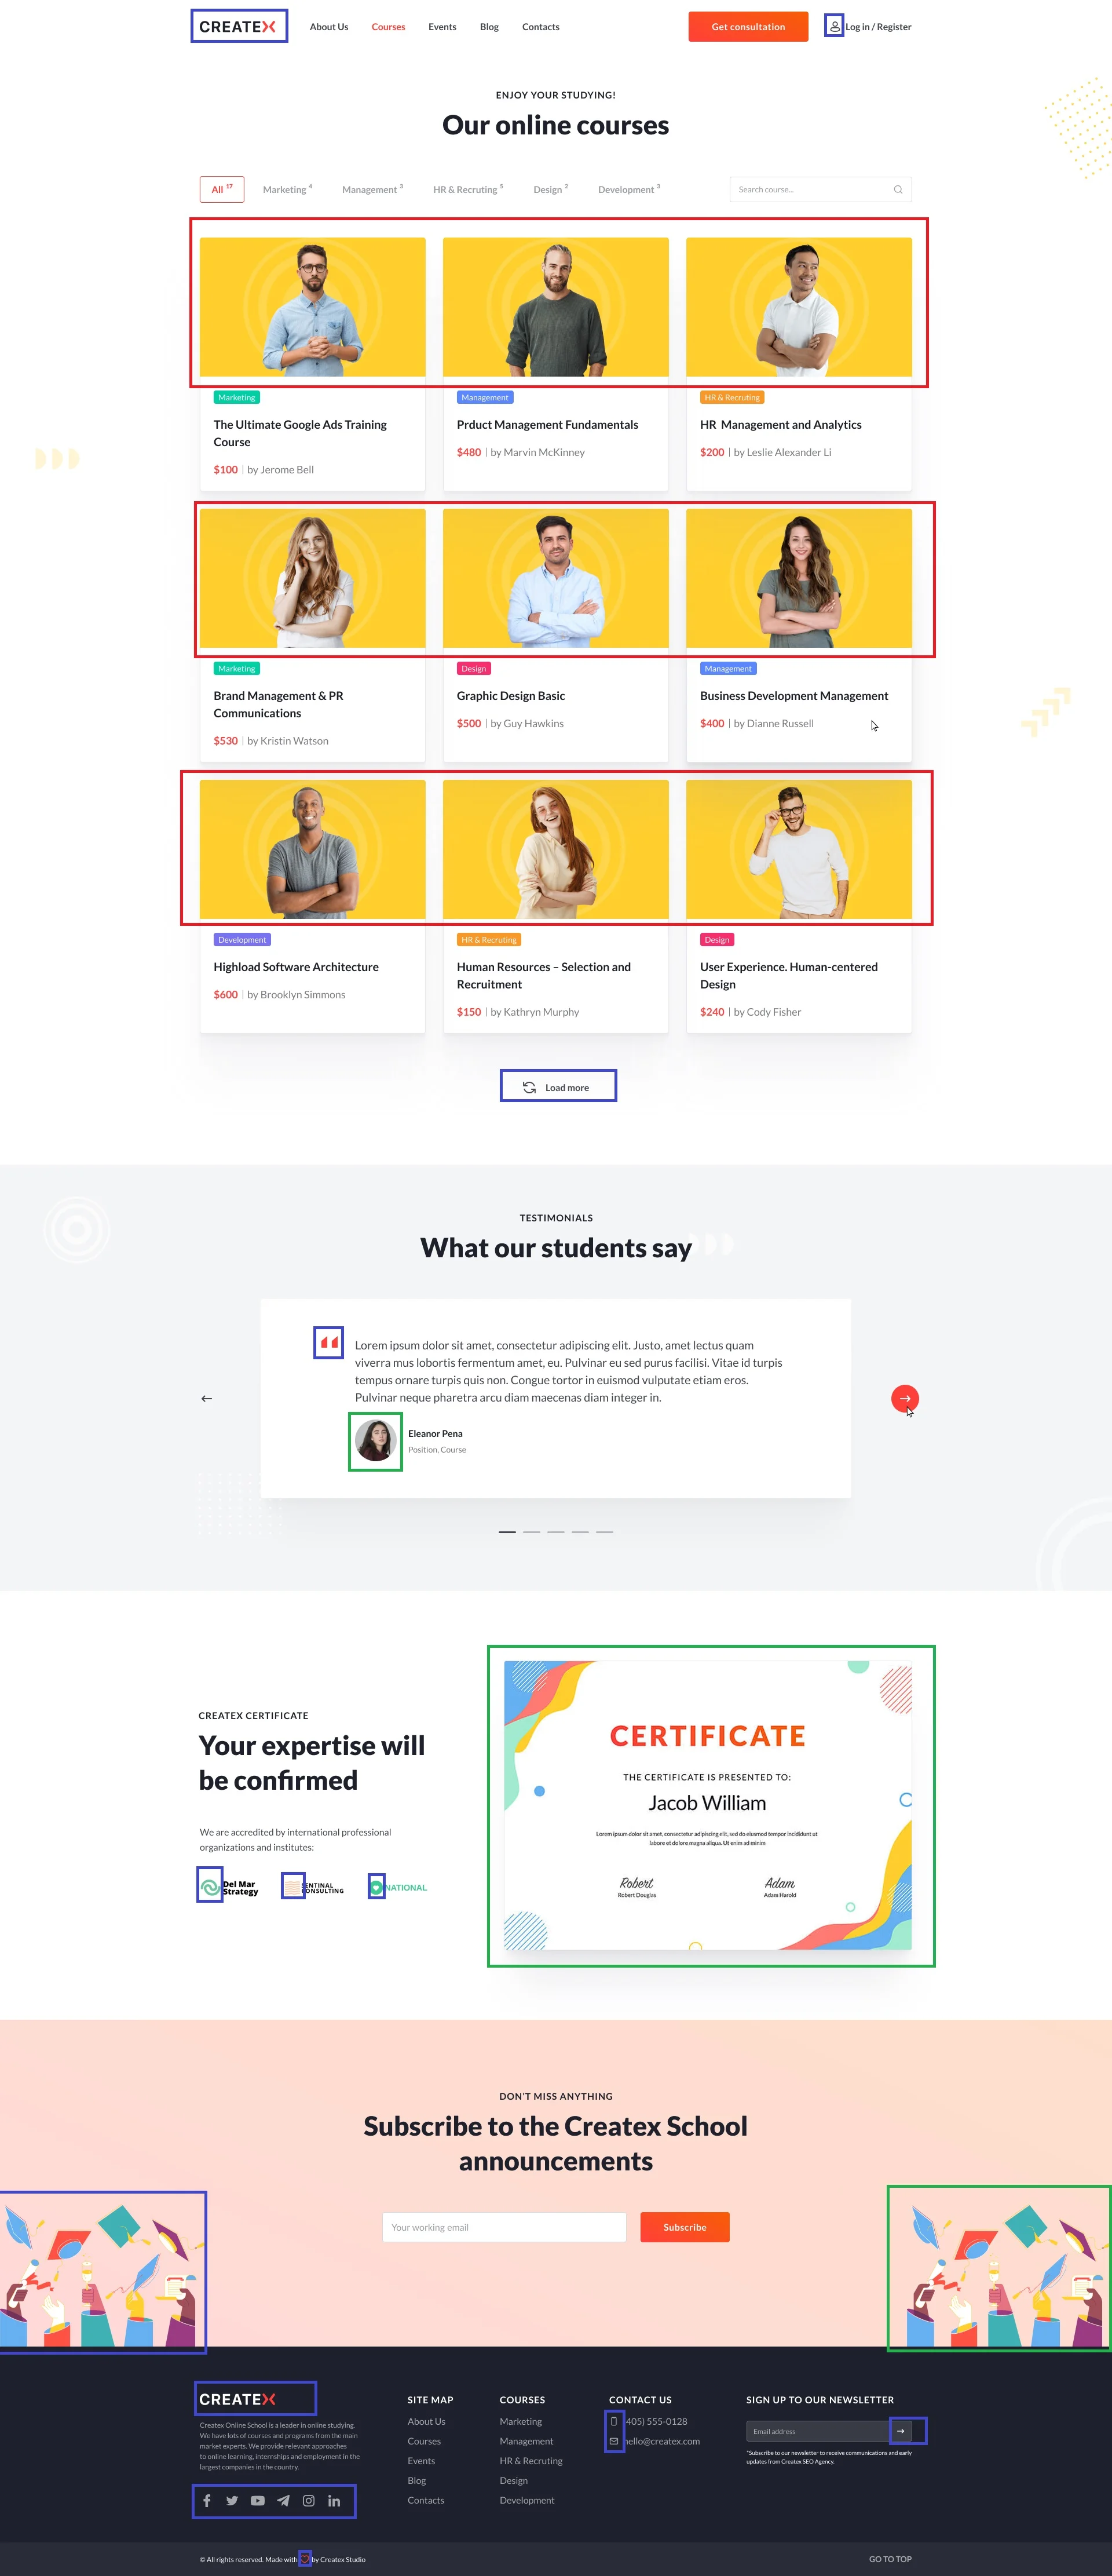 CREATEX About Us Courses Events Blog Contacts Get consultation Log in / Register
ENJOY YOUR STUDYING!
Our online courses
All 17 Marketing 4 Management 3 HR & Recruting 5 Design 2 Development 3 Search course...
Marketing
The Ultimate Google Ads Training
Course
$100 | by Jerome Bell
Management
Prduct Management Fundamentals
$480 | by Marvin McKinney
HR & Recruting
HR Management and Analytics
$200 | by Leslie Alexander Li
Marketing
Brand Management & PR
Communications
$530 | by Kristin Watson
Design
Graphic Design Basic
$500 | by Guy Hawkins
Management
Business Development Management
$400 | by Dianne Russell
Development
Highload Software Architecture
$600 | by Brooklyn Simmons
HR & Recruting
Human Resources – Selection and
Recruitment
$150 | by Kathryn Murphy
Design
User Experience. Human-centered
Design
$240 | by Cody Fisher
Load more
TESTIMONIALS
What our students say
Lorem ipsum dolor sit amet, consectetur adipiscing elit. Justo, amet lectus quam
viverra mus lobortis fermentum amet, eu. Pulvinar eu sed purus facilisi. Vitae id turpis
tempus ornare turpis quis non. Congue tortor in euismod vulputate etiam eros.
Pulvinar neque pharetra arcu diam maecenas diam integer in.
Eleanor Pena
Position, Course
CREATEX CERTIFICATE
Your expertise will
be confirmed
We are accredited by international professional
organizations and institutes:
Del Mar
Strategy
SENTINAL
CONSULTING
NATIONAL
CERTIFICATE
THE CERTIFICATE IS PRESENTED TO:
Jacob William
Lorem ipsum dolor sit amet, consectetur adipiscing elit, sed do eiusmod tempor incididunt ut
labore et dolore magna aliqua. Ut enim ad minim
Robert
Robert Douglas
Adam
Adam Harold
DON'T MISS ANYTHING
Subscribe to the Createx School
announcements
Your working email Subscribe
CREATEX
Createx Online School is a leader in online studying.
We have lots of courses and programs from the main
market experts. We provide relevant approaches
to online learning, internships and employment in the
largest companies in the country.
SITE MAP
About Us
Courses
Events
Blog
Contacts
COURSES
Marketing
Management
HR & Recruting
Design
Development
CONTACT US
405) 555-0128
hello@createx.com
SIGN UP TO OUR NEWSLETTER
Email address
*Subscribe to our newsletter to receive communications and early
updates from Createx SEO Agency.
© All rights reserved. Made with by Createx Studio
GO TO TOP